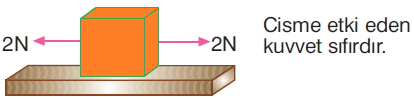 2N 2N
Cisme etki eden
kuvvet sıfırdır.